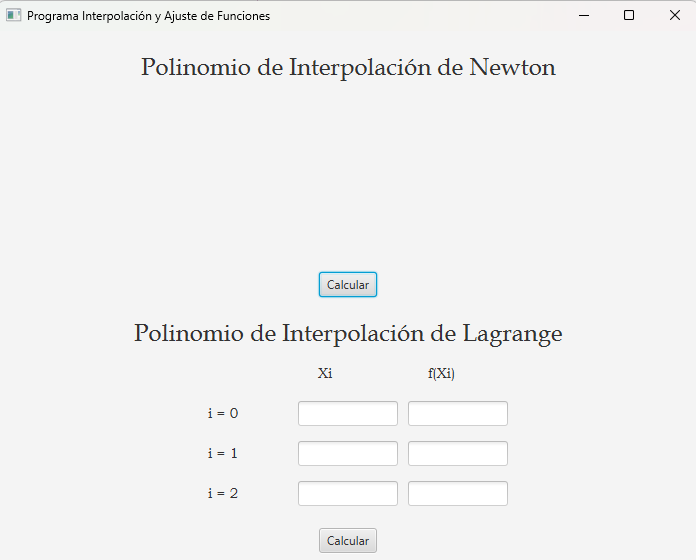 Programa Interpolación y Ajuste de Funciones
Polinomio de Interpolación de Newton
Calcular
Polinomio de Interpolación de Lagrange
Xi f(Xi)
i = 0
i = 1
i = 2
Calcular